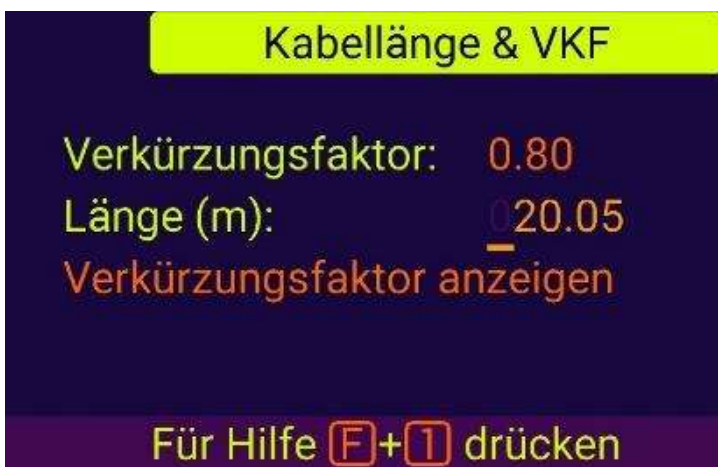 Kabellänge & VKF
Verkürzungsfaktor: 0.80
Länge (m): 020.05
Verkürzungsfaktor anzeigen
Für Hilfe F+1 drücken